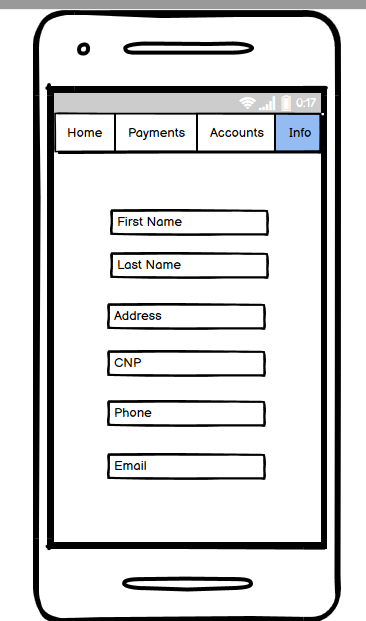 0:17
Home Payments Accounts Info
First Name
Last Name
Address
CNP
Phone
Email